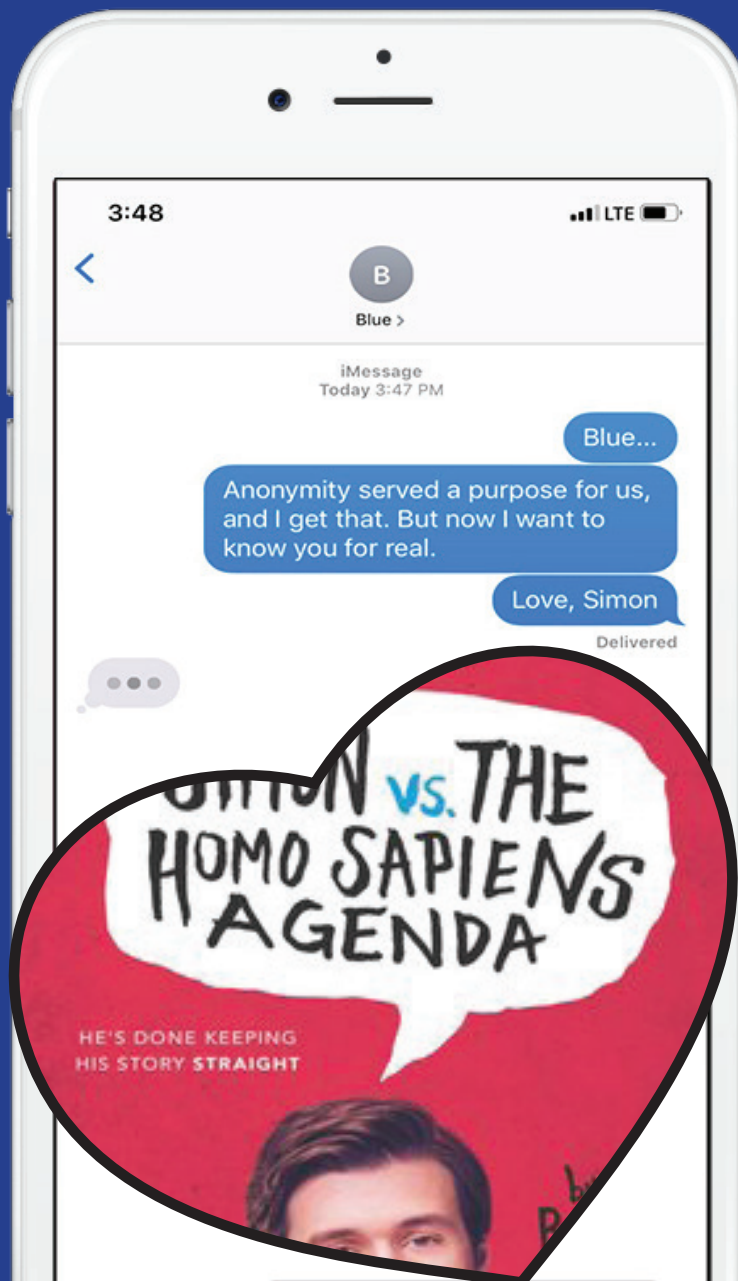 3:48
LTE
B
Blue >
iMessage
Today 3:47 PM
Blue...
Anonymity served a purpose for us,
and I get that. But now I want to
know you for real.
Love, Simon
Delivered
SIMON VS. THE
HOMO SAPIENS
AGENDA
HE'S DONE KEEPING
HIS STORY STRAIGHT
by